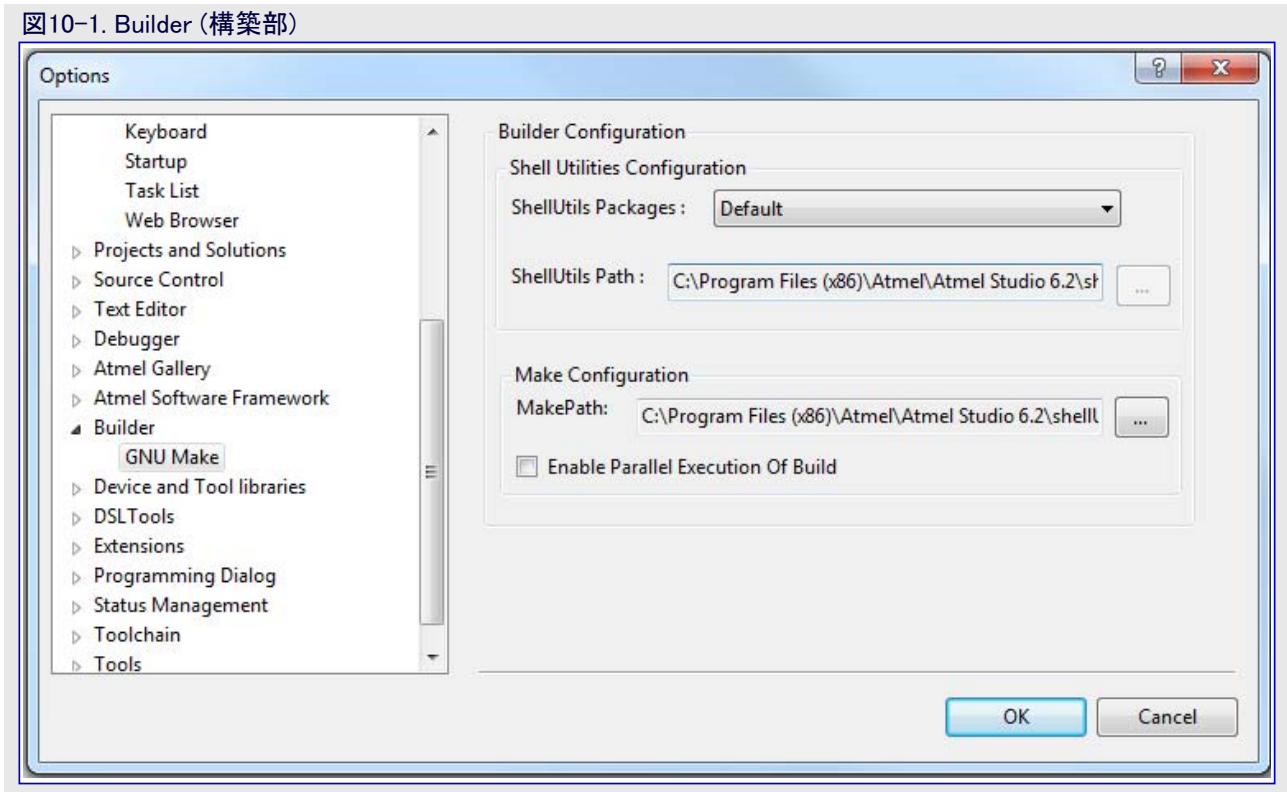 図10-1. Builder (構築部)
Options
Keyboard
Startup
Task List
Web Browser
Projects and Solutions
Source Control
Text Editor
Debugger
Atmel Gallery
Atmel Software Framework
Builder
GNU Make
Device and Tool libraries
DSLTools
Extensions
Programming Dialog
Status Management
Toolchain
Tools
Builder Configuration
Shell Utilities Configuration
ShellUtils Packages :
Default
ShellUtils Path :
C:\Program Files (x86)\Atmel\Atmel Studio 6.2\sh
...
Make Configuration
MakePath:
C:\Program Files (x86)\Atmel\Atmel Studio 6.2\shellU
...
Enable Parallel Execution Of Build
OK
Cancel